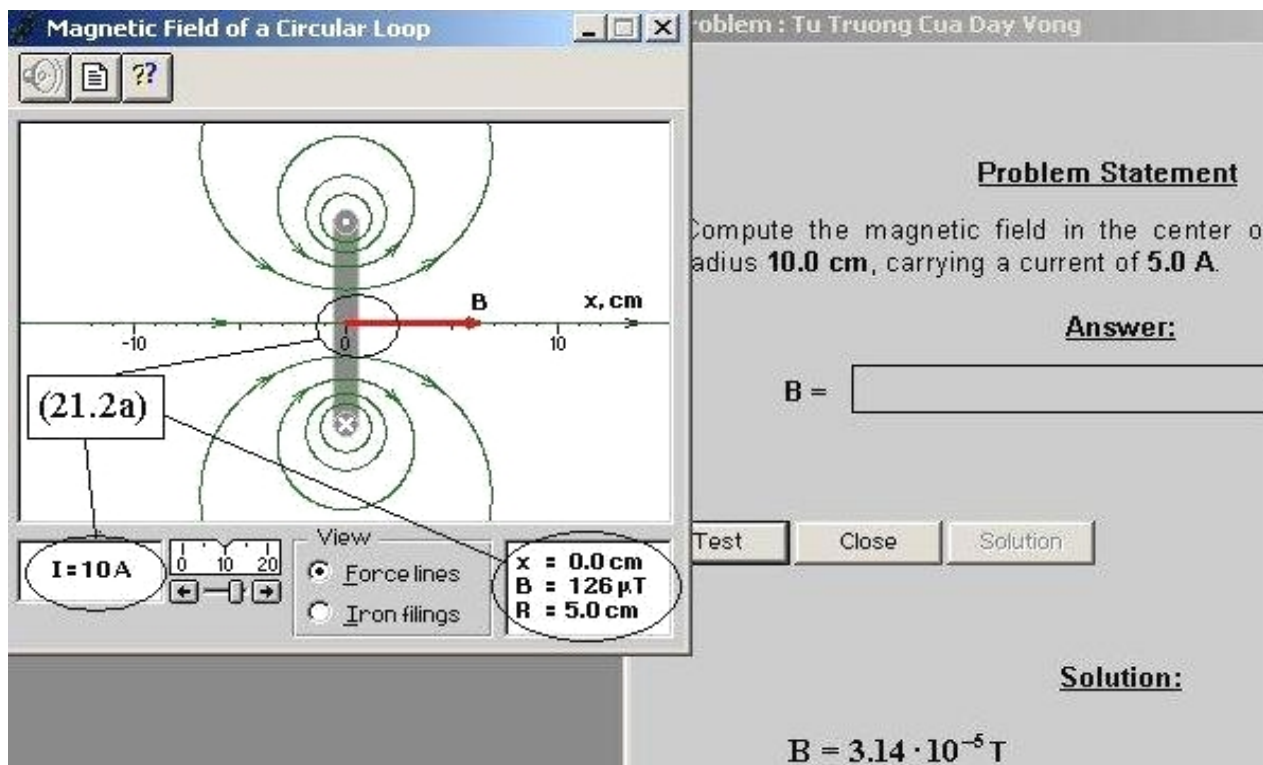 Magnetic Field of a Circular Loop
??
B
x, cm
-10
0
10
(21.2a)
I=10A
0 10 20
View
Force lines
Iron filings
x = 0.0 cm
B = 126 μT
R = 5.0 cm
oblem : Tu Truong Cua Day Vong
Problem Statement
Compute the magnetic field in the center o
adius 10.0 cm, carrying a current of 5.0 A.
Answer:
B =
Test
Close
Solution
Solution:
B = 3.14 · 10⁻⁵ T